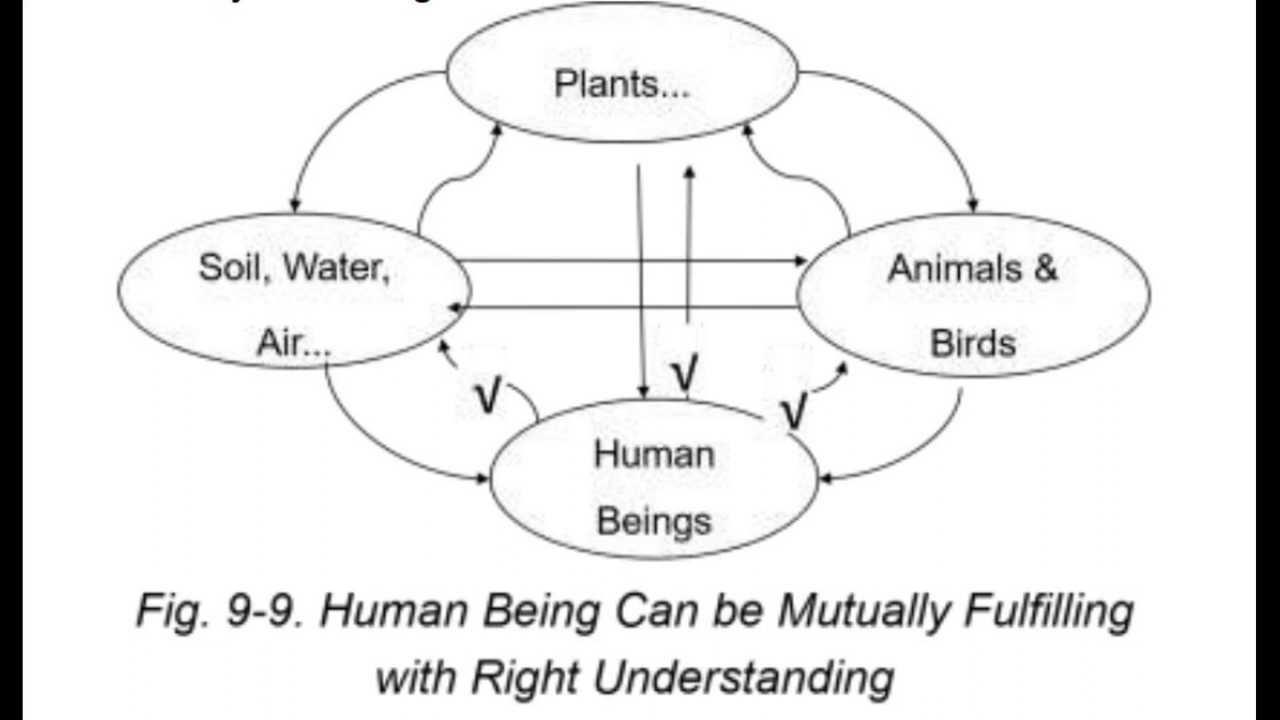 Plants...
Soil, Water,
Air...
Animals &
Birds
√
√
√
Human
Beings
Fig. 9-9. Human Being Can be Mutually Fulfilling
with Right Understanding